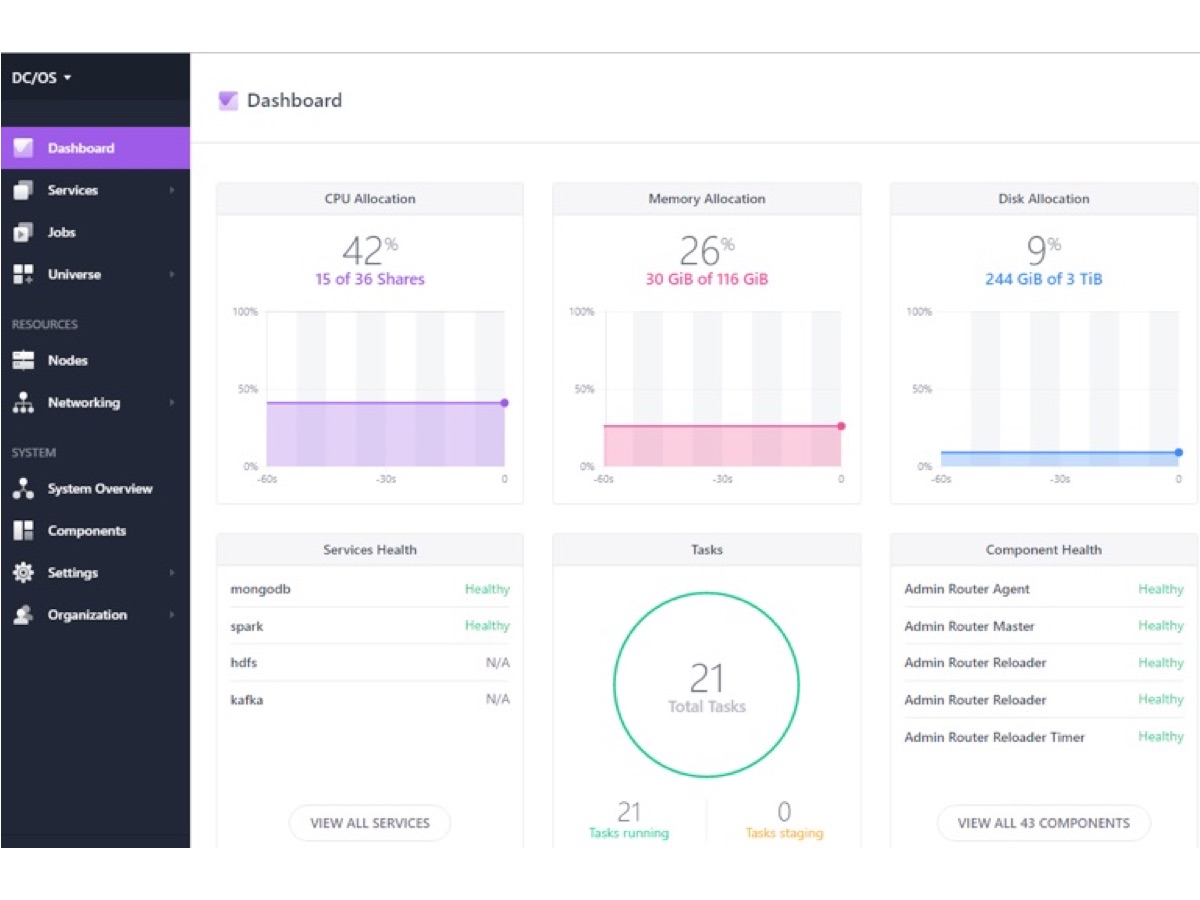 DC/OS
Dashboard
Services
Jobs
Universe
RESOURCES
Nodes
Networking
SYSTEM
System Overview
Components
Settings
Organization
Dashboard
CPU Allocation
42%
15 of 36 Shares
100%
50%
0%
-60s -30s 0
Memory Allocation
26%
30 GiB of 116 GiB
100%
50%
0%
-60s -30s 0
Disk Allocation
9%
244 GiB of 3 TiB
100%
50%
0%
-60s -30s 0
Services Health
mongodb Healthy
spark Healthy
hdfs N/A
kafka N/A
VIEW ALL SERVICES
Tasks
21
Total Tasks
21
Tasks running
0
Tasks staging
Component Health
Admin Router Agent Healthy
Admin Router Master Healthy
Admin Router Reloader Healthy
Admin Router Reloader Healthy
Admin Router Reloader Timer Healthy
VIEW ALL 43 COMPONENTS